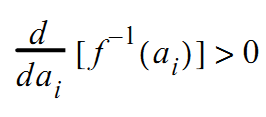 d/da_i [f^{-1}(a_i)] > 0